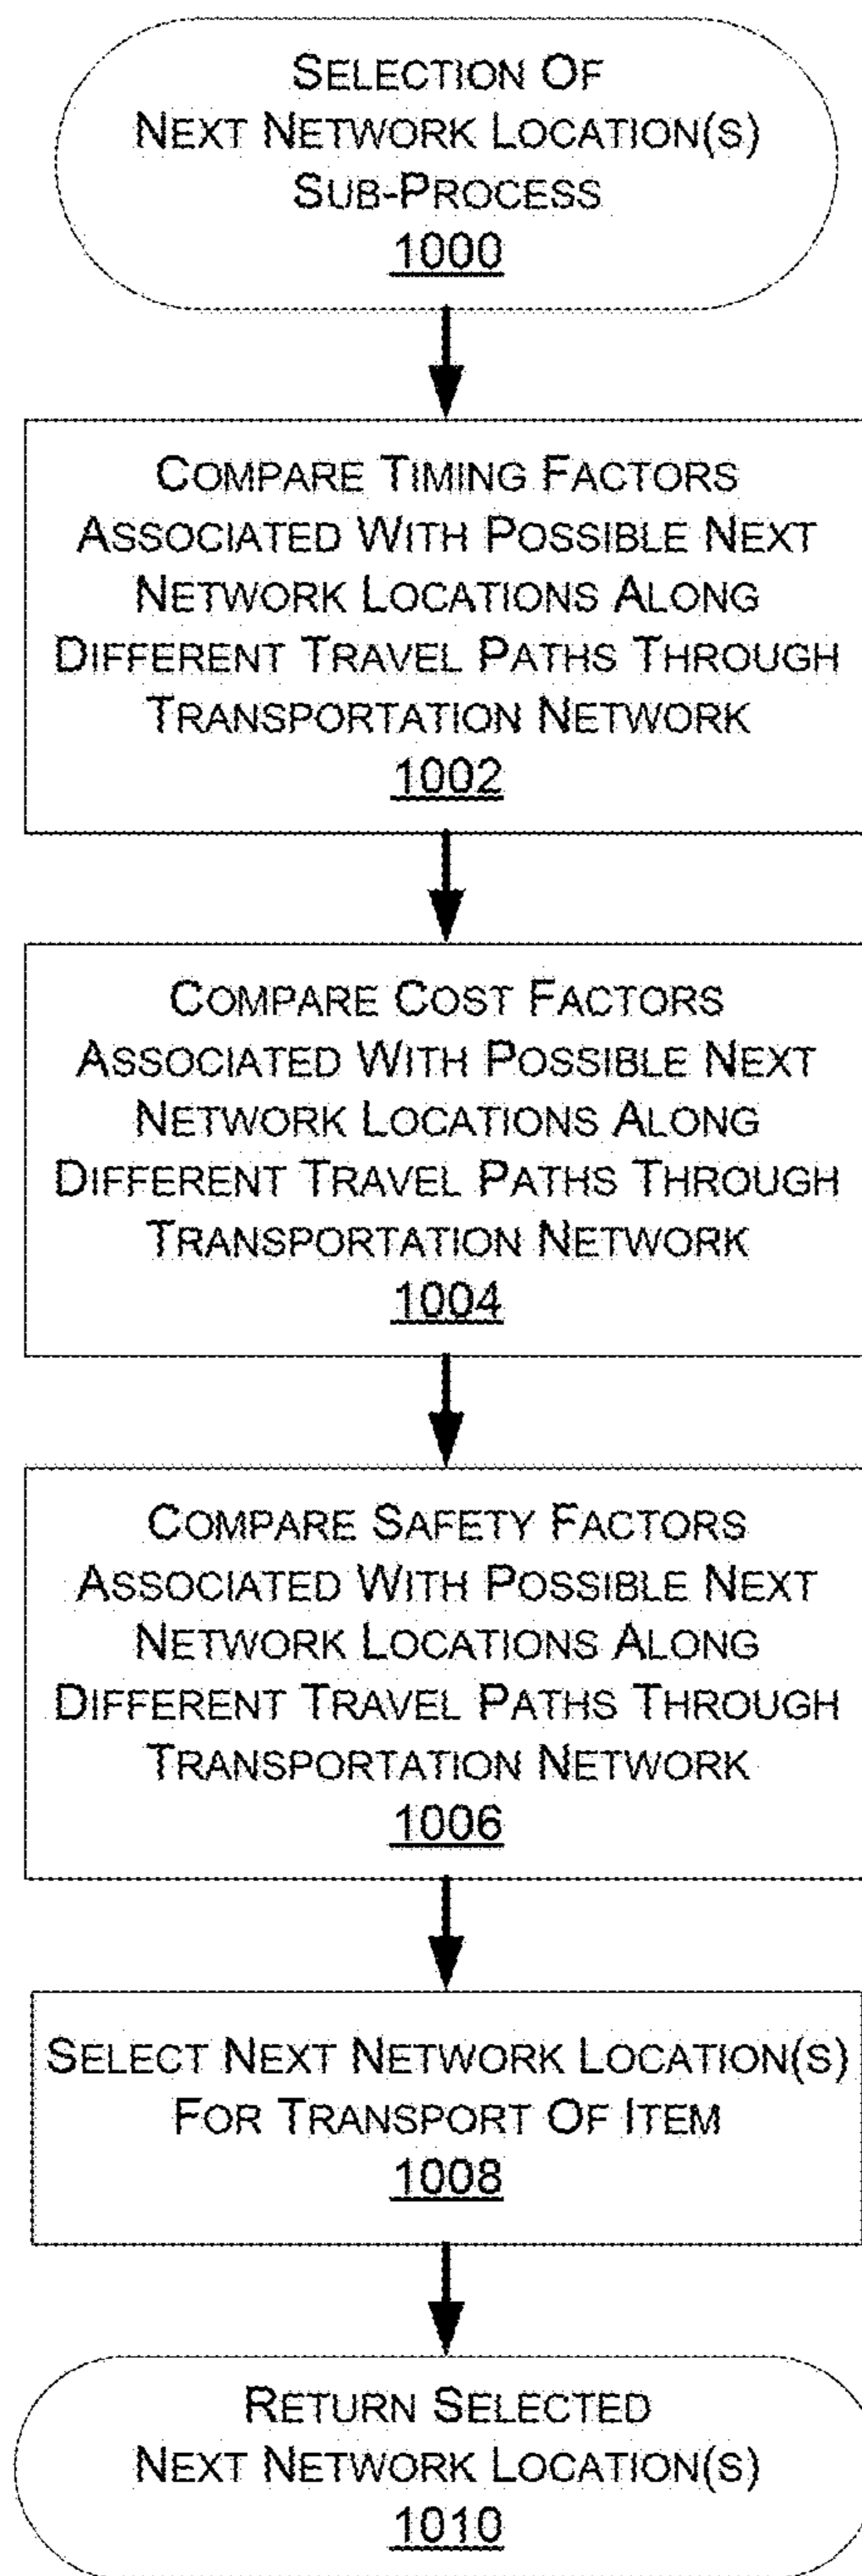 SELECTION OF
NEXT NETWORK LOCATION(S)
SUB-PROCESS
1000
COMPARE TIMING FACTORS
ASSOCIATED WITH POSSIBLE NEXT
NETWORK LOCATIONS ALONG
DIFFERENT TRAVEL PATHS THROUGH
TRANSPORTATION NETWORK
1002
COMPARE COST FACTORS
ASSOCIATED WITH POSSIBLE NEXT
NETWORK LOCATIONS ALONG
DIFFERENT TRAVEL PATHS THROUGH
TRANSPORTATION NETWORK
1004
COMPARE SAFETY FACTORS
ASSOCIATED WITH POSSIBLE NEXT
NETWORK LOCATIONS ALONG
DIFFERENT TRAVEL PATHS THROUGH
TRANSPORTATION NETWORK
1006
SELECT NEXT NETWORK LOCATION(S)
FOR TRANSPORT OF ITEM
1008
RETURN SELECTED
NEXT NETWORK LOCATION(S)
1010